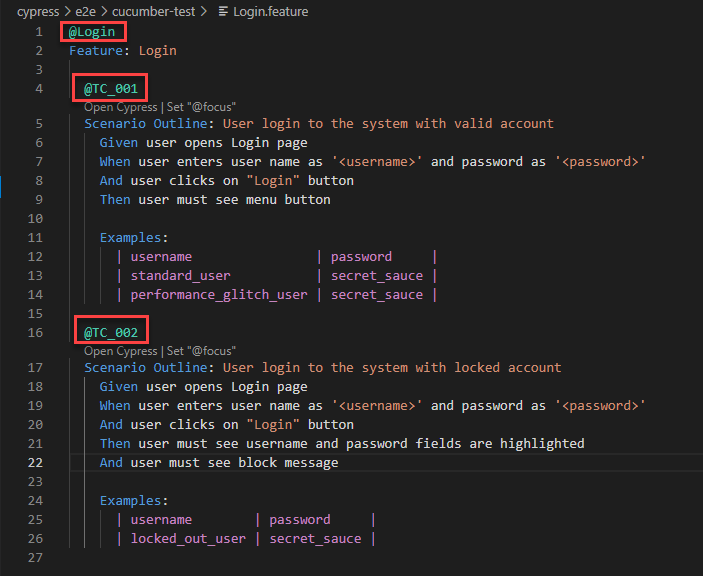 cypress > e2e > cucumber-test > Login.feature
1 @Login
2 Feature: Login
3
4 @TC_001
Open Cypress | Set "@focus"
5 Scenario Outline: User login to the system with valid account
6 Given user opens Login page
7 When user enters user name as '<username>' and password as '<password>'
8 And user clicks on "Login" button
9 Then user must see menu button
10
11 Examples:
12 | username | password |
13 | standard_user | secret_sauce |
14 | performance_glitch_user | secret_sauce |
15
16 @TC_002
Open Cypress | Set "@focus"
17 Scenario Outline: User login to the system with locked account
18 Given user opens Login page
19 When user enters user name as '<username>' and password as '<password>'
20 And user clicks on "Login" button
21 Then user must see username and password fields are highlighted
22 And user must see block message
23
24 Examples:
25 | username | password |
26 | locked_out_user | secret_sauce |
27